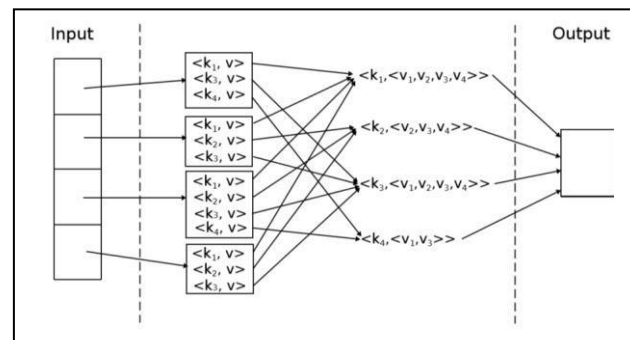 Input
Output
<k₁, v>
<k₃, v>
<k₄, v>
<k₁, v>
<k₂, v>
<k₃, v>
<k₁, v>
<k₂, v>
<k₃, v>
<k₄, v>
<k₁, v>
<k₂, v>
<k₃, v>
<k₁,<v₁,v₂,v₃,v₄>>
<k₂,<v₂,v₃,v₄>>
<k₃,<v₁,v₂,v₃,v₄>>
<k₄,<v₁,v₃>>